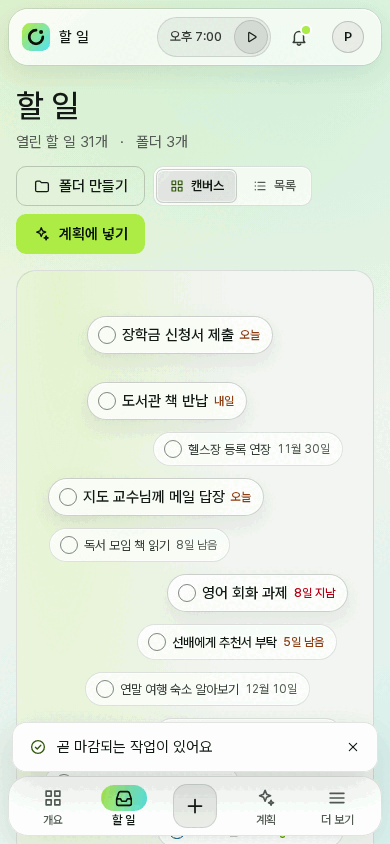 할 일
오후 7:00
P
할 일
열린 할 일 31개 · 폴더 3개
폴더 만들기
캔버스
목록
계획에 넣기
장학금 신청서 제출 오늘
도서관 책 반납 내일
헬스장 등록 연장 11월 30일
지도 교수님께 메일 답장 오늘
독서 모임 책 읽기 8일 남음
영어 회화 과제 8일 지남
선배에게 추천서 부탁 5일 남음
연말 여행 숙소 알아보기 12월 10일
곧 마감되는 작업이 있어요
개요
할 일
계획
더 보기